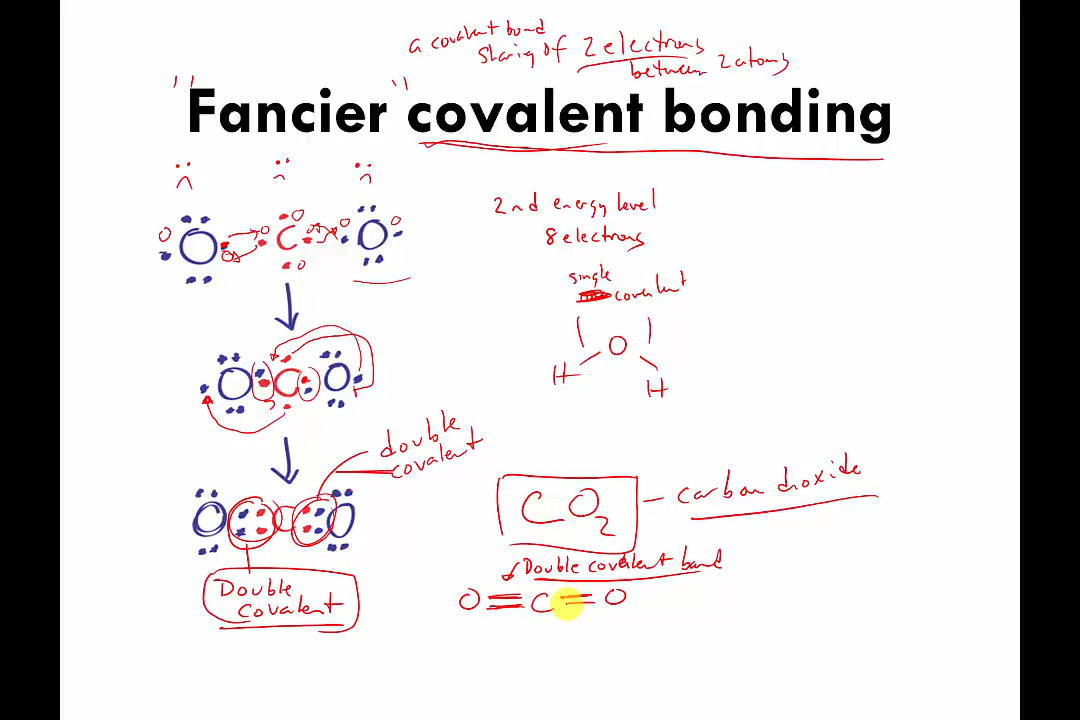 a covalent bond
sharing of 2 electrons
between 2 atoms
"Fancier" covalent bonding
O C O
2nd energy level
8 electrons
single
covalent
O
H H
O C O
double
covalent
O C O
CO2 – carbon dioxide
Double covalent bond
O=C=O
Double
Covalent